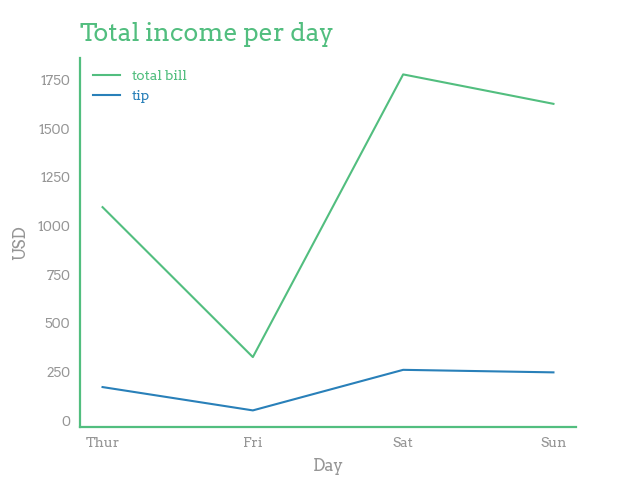 Total income per day
total bill
tip
USD
1750
1500
1250
1000
750
500
250
0
Thur Fri Sat Sun
Day